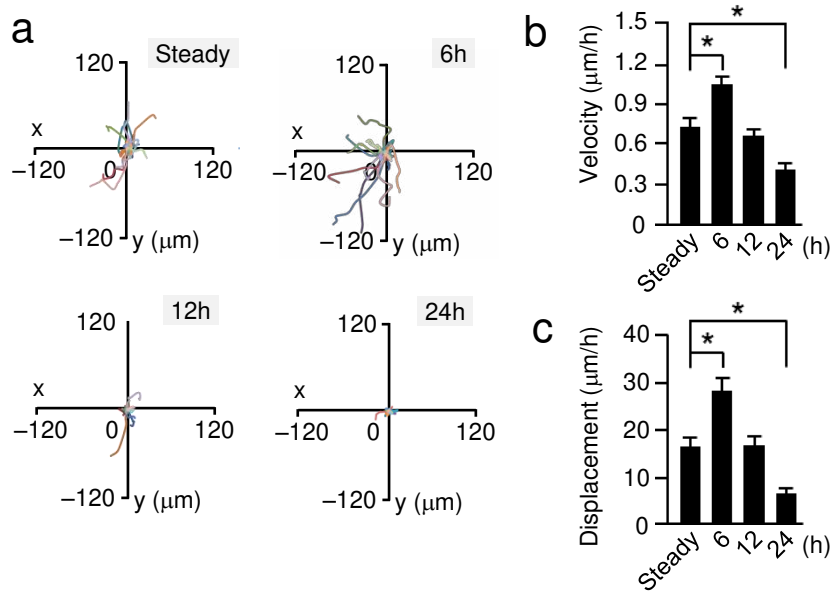 a
Steady
120
x
−120
0
120
−120
y (μm)
6h
120
x
−120
0
120
−120
y (μm)
12h
120
x
−120
0
120
−120
y (μm)
24h
120
x
−120
0
120
−120
y (μm)
b
Velocity (μm/h)
1.5
1.2
0.9
0.6
0.3
0
*
*
Steady
6
12
24
(h)
c
Displacement (μm/h)
40
30
20
10
0
*
*
Steady
6
12
24
(h)